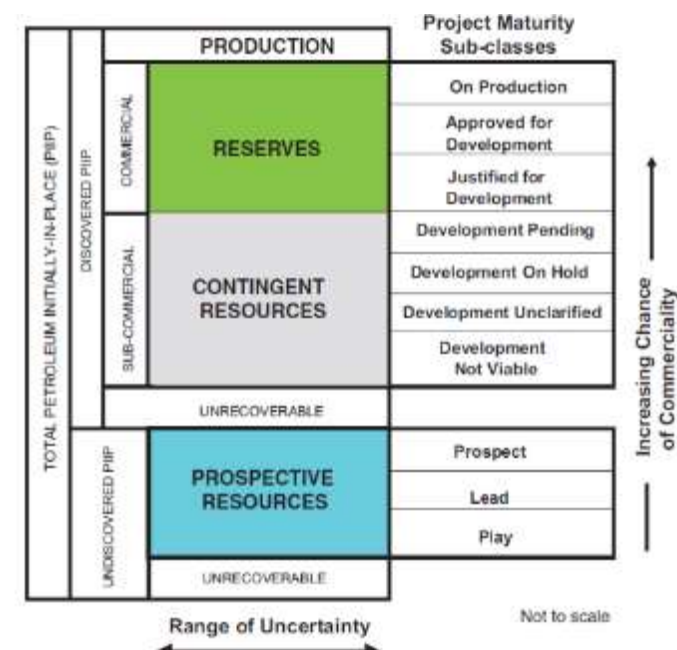 Project Maturity
Sub-classes
PRODUCTION
TOTAL PETROLEUM INITIALLY-IN-PLACE (PIIP)
DISCOVERED PIIP
COMMERCIAL
RESERVES
On Production
Approved for
Development
Justified for
Development
SUB-COMMERCIAL
CONTINGENT
RESOURCES
Development Pending
Development On Hold
Development Unclarified
Development
Not Viable
UNRECOVERABLE
UNDISCOVERED PIIP
PROSPECTIVE
RESOURCES
Prospect
Lead
Play
UNRECOVERABLE
Increasing Chance
of Commerciality
Range of Uncertainty
Not to scale